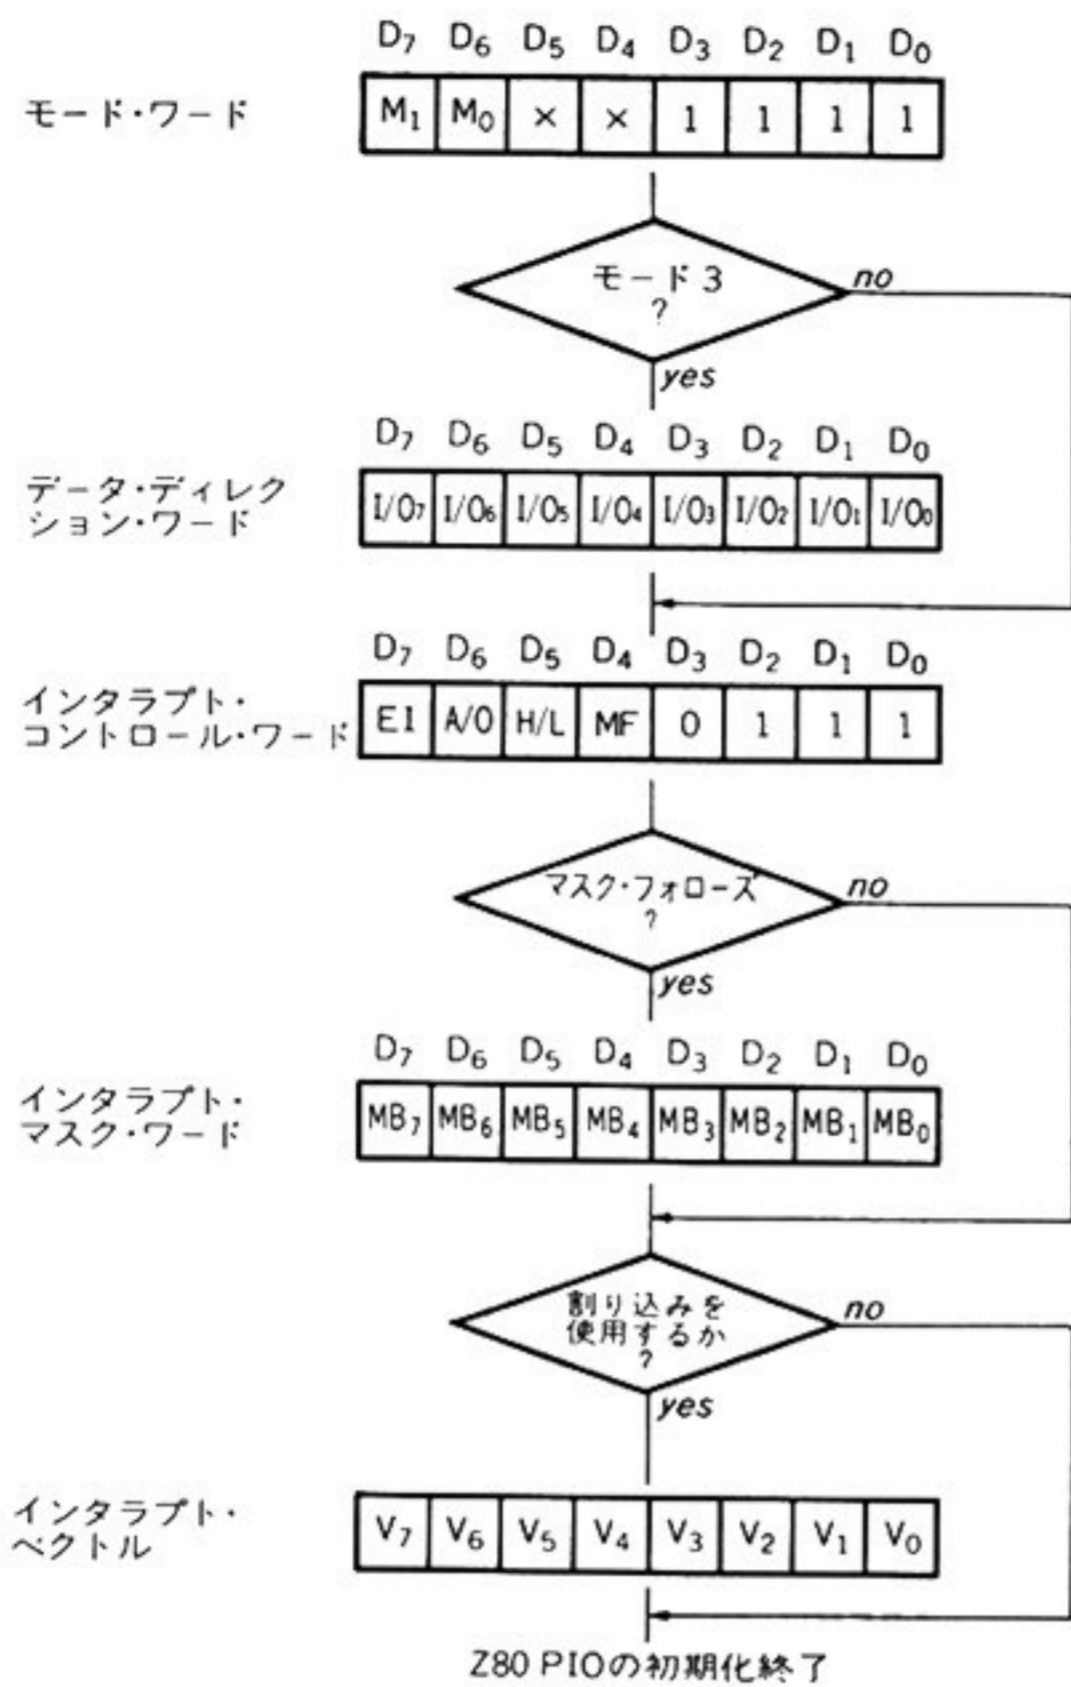 D₇ D₆ D₅ D₄ D₃ D₂ D₁ D₀
モード・ワード M₁ M₀ × × 1 1 1 1
モード3
?
no
yes
D₇ D₆ D₅ D₄ D₃ D₂ D₁ D₀
データ・ディレク
ション・ワード
I/O₇ I/O₆ I/O₅ I/O₄ I/O₃ I/O₂ I/O₁ I/O₀
D₇ D₆ D₅ D₄ D₃ D₂ D₁ D₀
インタラプト・
コントロール・ワード
EI A/O H/L MF 0 1 1 1
マスク・フォローズ
?
no
yes
D₇ D₆ D₅ D₄ D₃ D₂ D₁ D₀
インタラプト・
マスク・ワード
MB₇ MB₆ MB₅ MB₄ MB₃ MB₂ MB₁ MB₀
割り込みを
使用するか
?
no
yes
インタラプト・
ベクトル
V₇ V₆ V₅ V₄ V₃ V₂ V₁ V₀
Z80 PIOの初期化終了